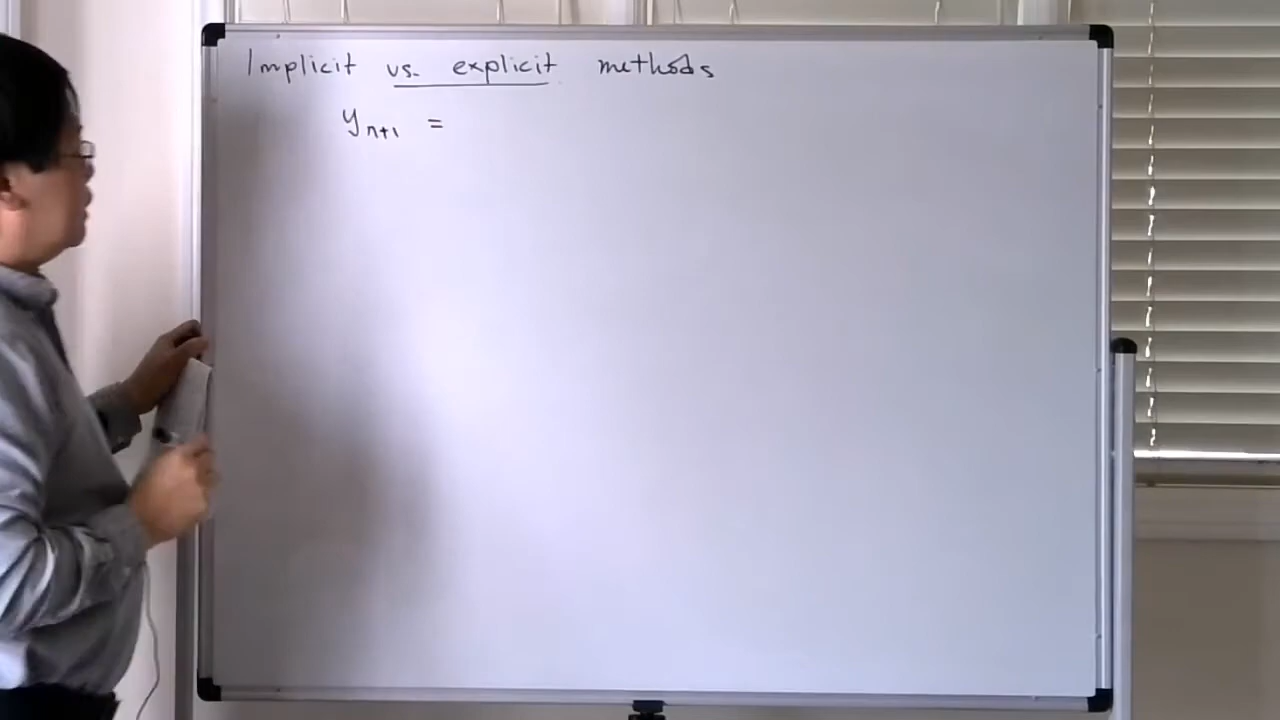 Implicit vs. explicit methods
y_{n+1} =